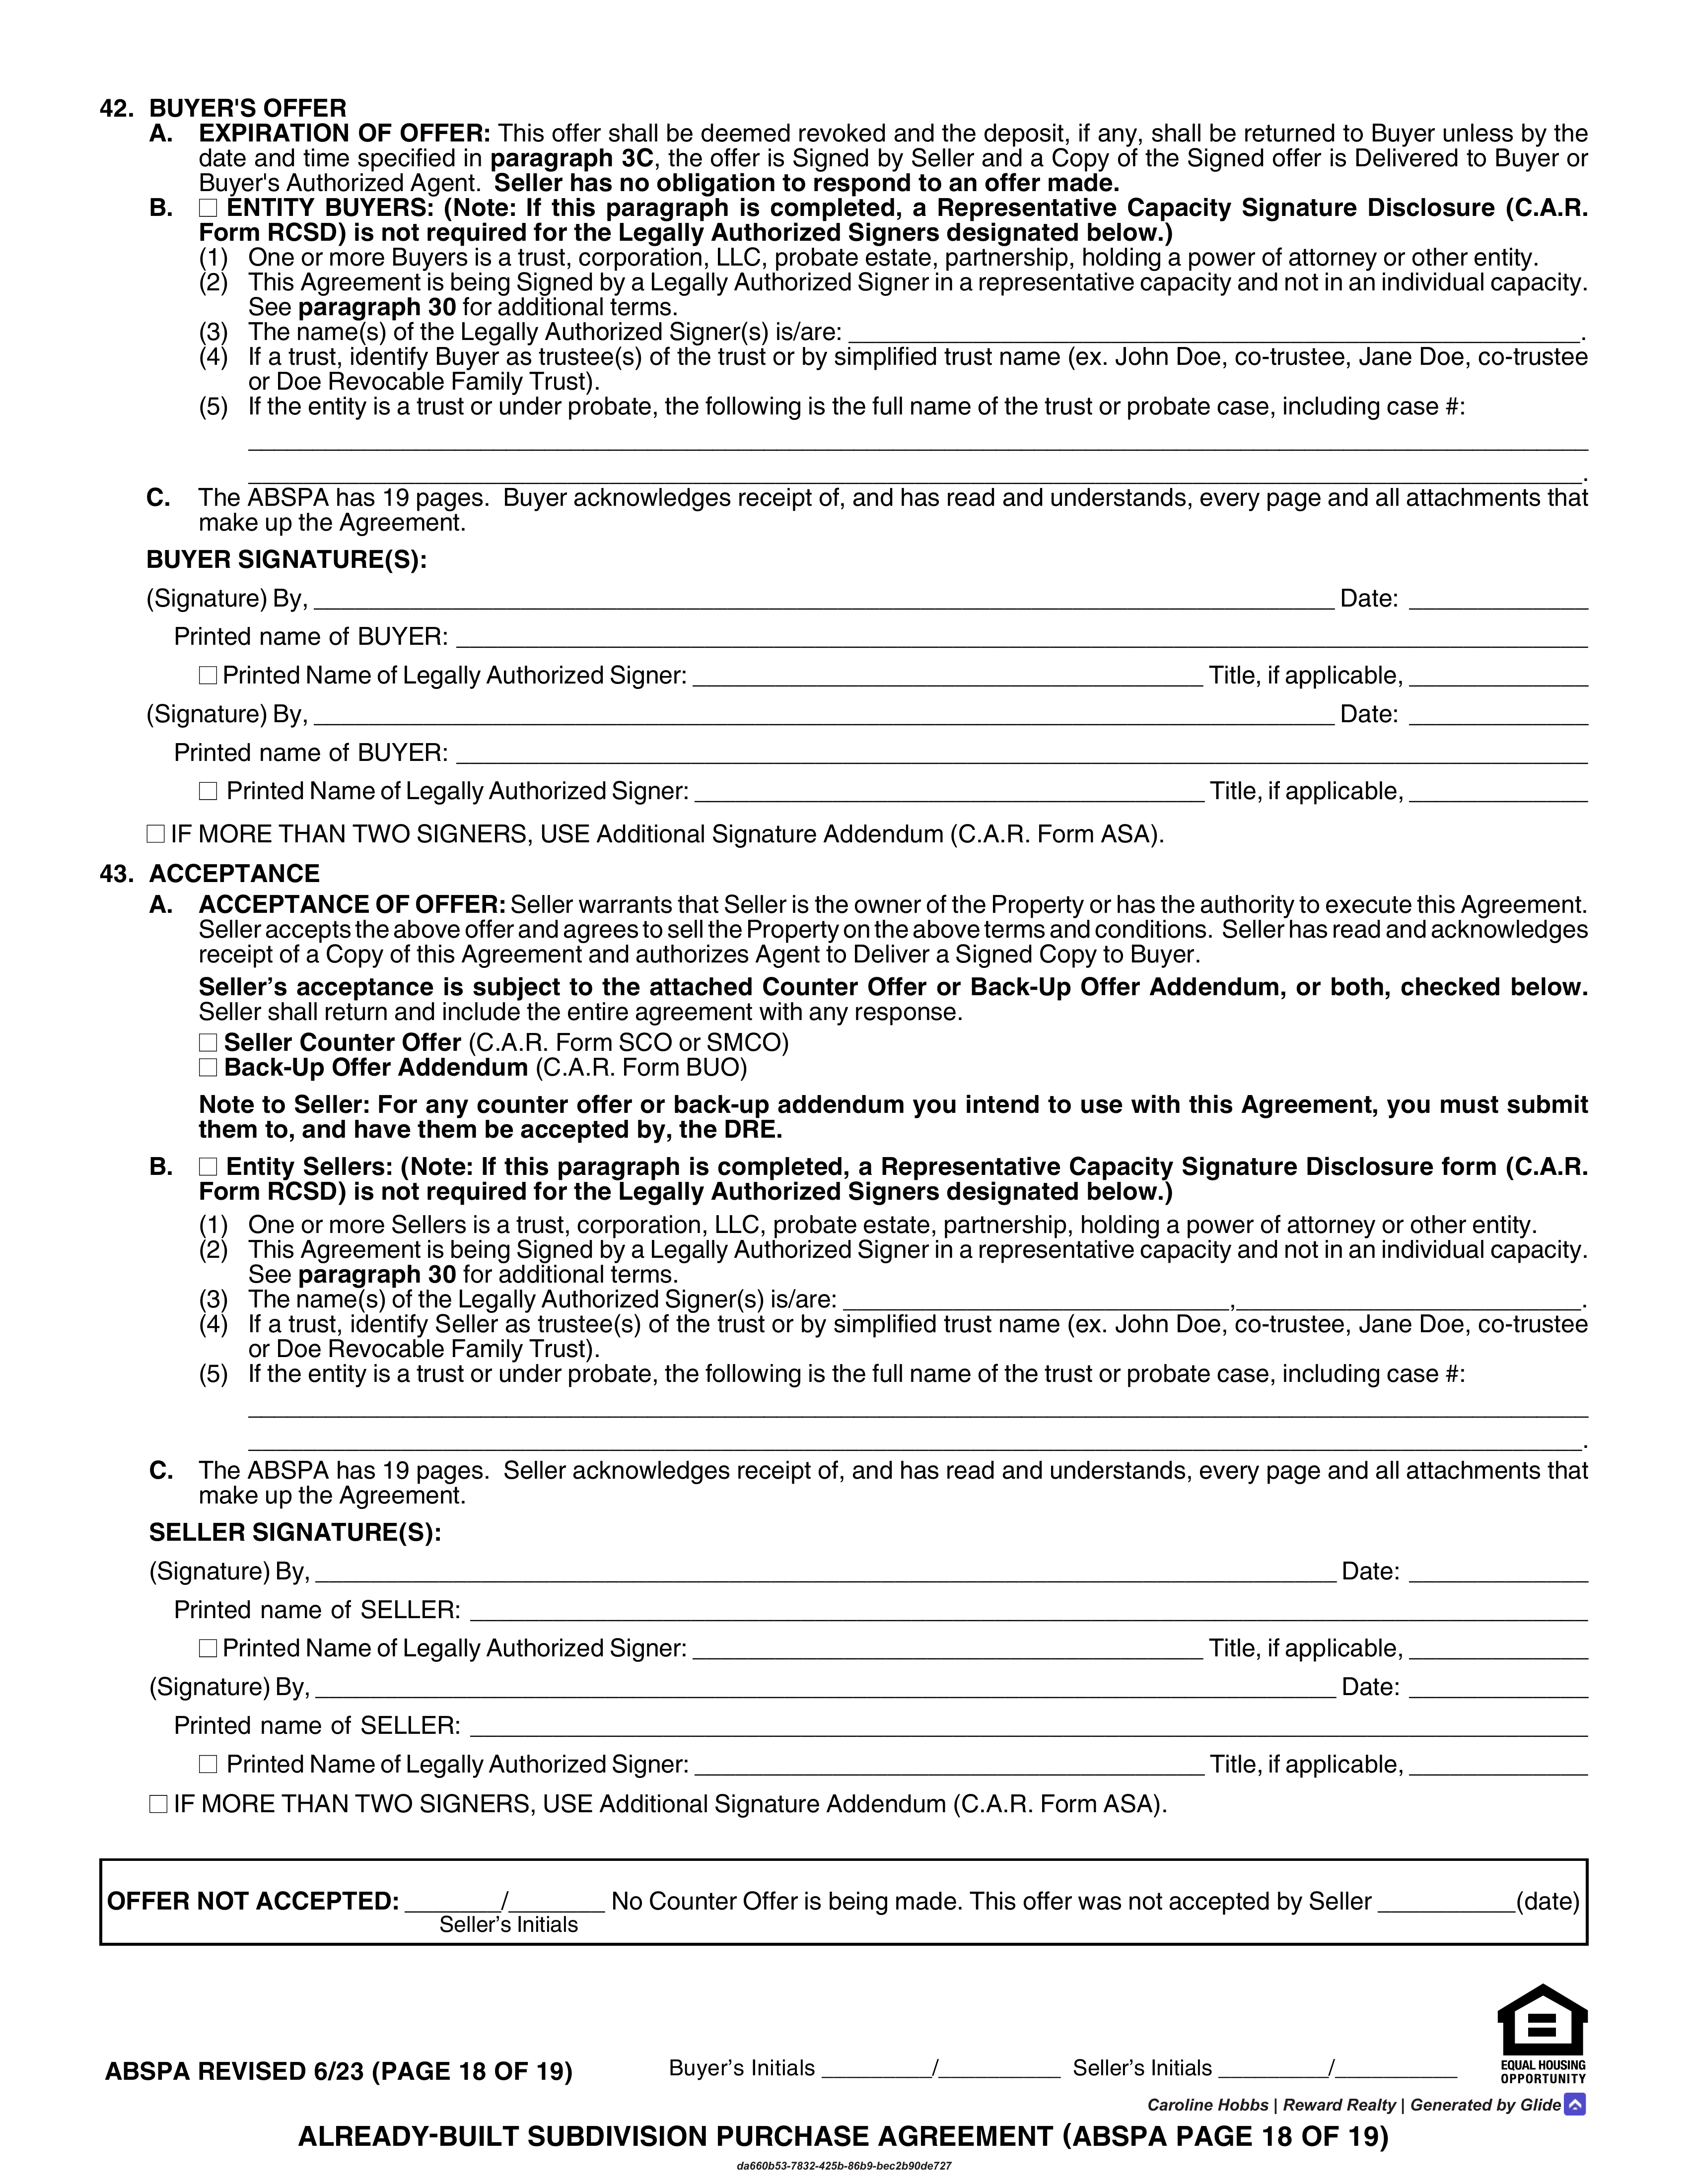 42. BUYER'S OFFER
A. EXPIRATION OF OFFER: This offer shall be deemed revoked and the deposit, if any, shall be returned to Buyer unless by the
date and time specified in paragraph 3C, the offer is Signed by Seller and a Copy of the Signed offer is Delivered to Buyer or
Buyer's Authorized Agent. Seller has no obligation to respond to an offer made.
B. ☐ ENTITY BUYERS: (Note: If this paragraph is completed, a Representative Capacity Signature Disclosure (C.A.R.
Form RCSD) is not required for the Legally Authorized Signers designated below.)
(1) One or more Buyers is a trust, corporation, LLC, probate estate, partnership, holding a power of attorney or other entity.
(2) This Agreement is being Signed by a Legally Authorized Signer in a representative capacity and not in an individual capacity.
See paragraph 30 for additional terms.
(3) The name(s) of the Legally Authorized Signer(s) is/are: ____________________.
(4) If a trust, identify Buyer as trustee(s) of the trust or by simplified trust name (ex. John Doe, co-trustee, Jane Doe, co-trustee
or Doe Revocable Family Trust).
(5) If the entity is a trust or under probate, the following is the full name of the trust or probate case, including case #:
____________________
____________________.
C. The ABSPA has 19 pages. Buyer acknowledges receipt of, and has read and understands, every page and all attachments that
make up the Agreement.
BUYER SIGNATURE(S):
(Signature) By, ____________________ Date: __________
Printed name of BUYER: ____________________
☐ Printed Name of Legally Authorized Signer: ____________________ Title, if applicable, __________
(Signature) By, ____________________ Date: __________
Printed name of BUYER: ____________________
☐ Printed Name of Legally Authorized Signer: ____________________ Title, if applicable, __________
☐ IF MORE THAN TWO SIGNERS, USE Additional Signature Addendum (C.A.R. Form ASA).
43. ACCEPTANCE
A. ACCEPTANCE OF OFFER: Seller warrants that Seller is the owner of the Property or has the authority to execute this Agreement.
Seller accepts the above offer and agrees to sell the Property on the above terms and conditions. Seller has read and acknowledges
receipt of a Copy of this Agreement and authorizes Agent to Deliver a Signed Copy to Buyer.
Seller's acceptance is subject to the attached Counter Offer or Back-Up Offer Addendum, or both, checked below.
Seller shall return and include the entire agreement with any response.
☐ Seller Counter Offer (C.A.R. Form SCO or SMCO)
☐ Back-Up Offer Addendum (C.A.R. Form BUO)
Note to Seller: For any counter offer or back-up addendum you intend to use with this Agreement, you must submit
them to, and have them be accepted by, the DRE.
B. ☐ Entity Sellers: (Note: If this paragraph is completed, a Representative Capacity Signature Disclosure form (C.A.R.
Form RCSD) is not required for the Legally Authorized Signers designated below.)
(1) One or more Sellers is a trust, corporation, LLC, probate estate, partnership, holding a power of attorney or other entity.
(2) This Agreement is being Signed by a Legally Authorized Signer in a representative capacity and not in an individual capacity.
See paragraph 30 for additional terms.
(3) The name(s) of the Legally Authorized Signer(s) is/are: __________,__________.
(4) If a trust, identify Seller as trustee(s) of the trust or by simplified trust name (ex. John Doe, co-trustee, Jane Doe, co-trustee
or Doe Revocable Family Trust).
(5) If the entity is a trust or under probate, the following is the full name of the trust or probate case, including case #:
____________________
____________________.
C. The ABSPA has 19 pages. Seller acknowledges receipt of, and has read and understands, every page and all attachments that
make up the Agreement.
SELLER SIGNATURE(S):
(Signature) By, ____________________ Date: __________
Printed name of SELLER: ____________________
☐ Printed Name of Legally Authorized Signer: ____________________ Title, if applicable, __________
(Signature) By, ____________________ Date: __________
Printed name of SELLER: ____________________
☐ Printed Name of Legally Authorized Signer: ____________________ Title, if applicable, __________
☐ IF MORE THAN TWO SIGNERS, USE Additional Signature Addendum (C.A.R. Form ASA).
OFFER NOT ACCEPTED: _______/_______ No Counter Offer is being made. This offer was not accepted by Seller __________(date)
Seller's Initials
ABSPA REVISED 6/23 (PAGE 18 OF 19) Buyer's Initials ________/________ Seller's Initials ________/________
EQUAL HOUSING
OPPORTUNITY
Caroline Hobbs | Reward Realty | Generated by Glide
ALREADY-BUILT SUBDIVISION PURCHASE AGREEMENT (ABSPA PAGE 18 OF 19)
da660b53-7832-425b-86b9-bec2b90de727